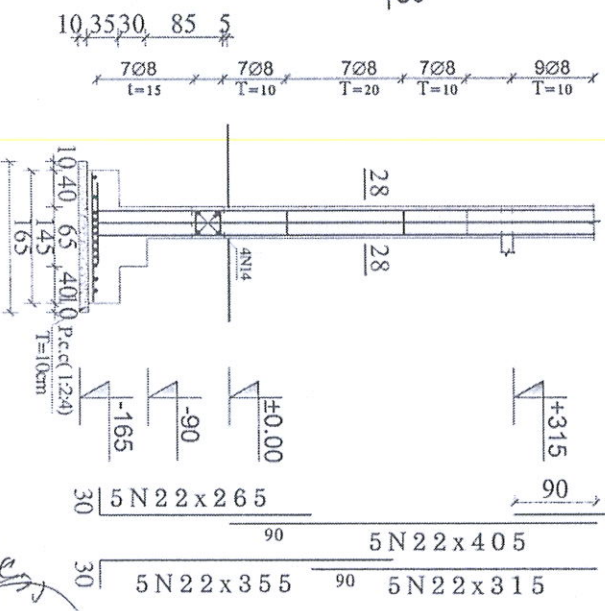 10 35 30 85 5
7Ø8 7Ø8 7Ø8 7Ø8 9Ø8
t=15 T=10 T=20 T=10 T=10
28
28
4N14
10 40 65 40 10
145
165
P.c.c(1:2:4)
T=10cm
-165
-90
±0.00
+315
90
30 5N22x265
90 5N22x405
30 5N22x355 90 5N22x315